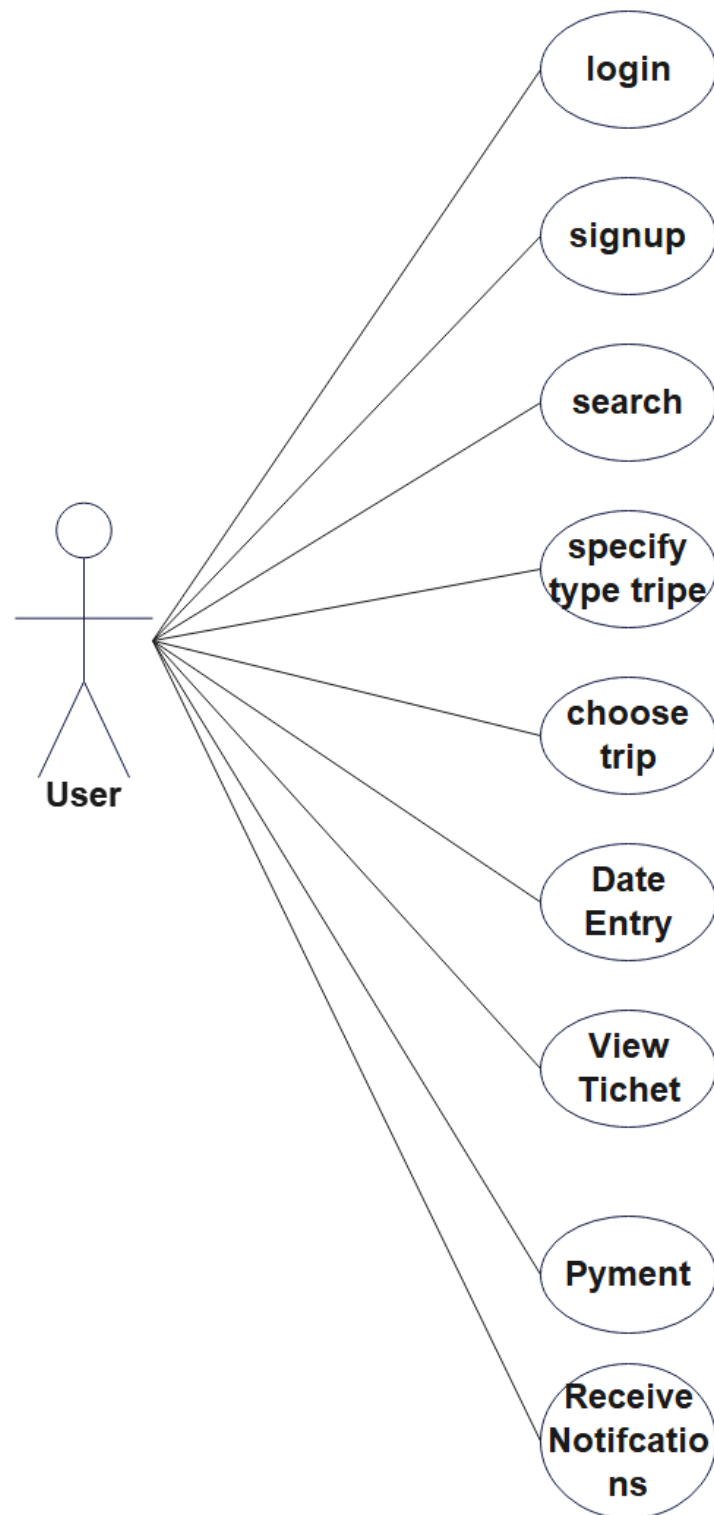 login
signup
search
specify
type tripe
choose
trip
User
Date
Entry
View
Tichet
Pyment
Receive
Notifcatio
ns